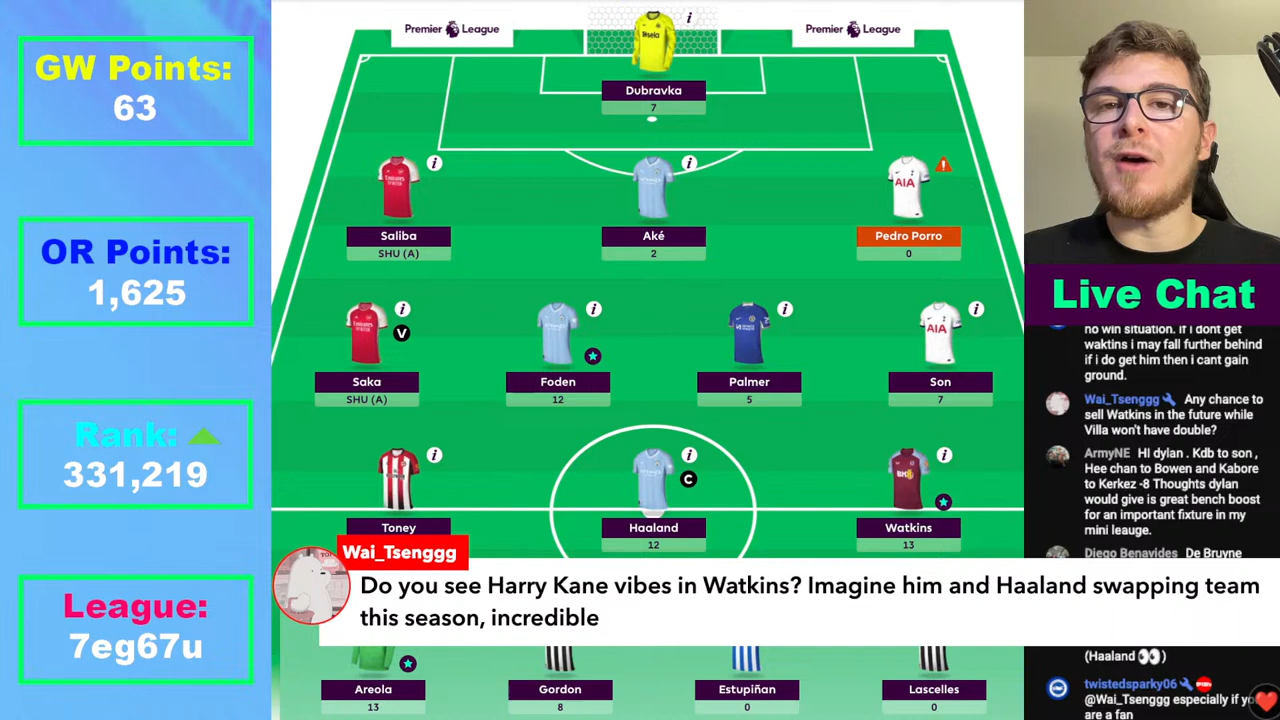 GW Points:
63
OR Points:
1,625
Rank:
331,219
League:
7eg67u
Premier League
Premier League
sela
Dubravka
7
Saliba
SHU (A)
Aké
2
AIA
Pedro Porro
0
V
Saka
SHU (A)
Foden
12
Palmer
5
AIA
Son
7
Toney
C
Haaland
12
Watkins
13
Wai_Tsenggg
Do you see Harry Kane vibes in Watkins? Imagine him and Haaland swapping team
this season, incredible
Areola
13
Gordon
8
Estupiñan
0
Lascelles
0
Live Chat
no win situation. if i dont get
waktins i may fall further behind
if i do get him then i cant gain
ground.
Wai_Tsenggg Any chance to
sell Watkins in the future while
Villa won't have double?
ArmyNE HI dylan . Kdb to son ,
Hee chan to Bowen and Kabore
to Kerkez -8 Thoughts dylan
would give is great bench boost
for an important fixture in my
mini leauge.
Diego Benavides De Bruyne
(Haaland 👀)
twistedsparky06
@Wai_Tsenggg especially if yo
are a fan